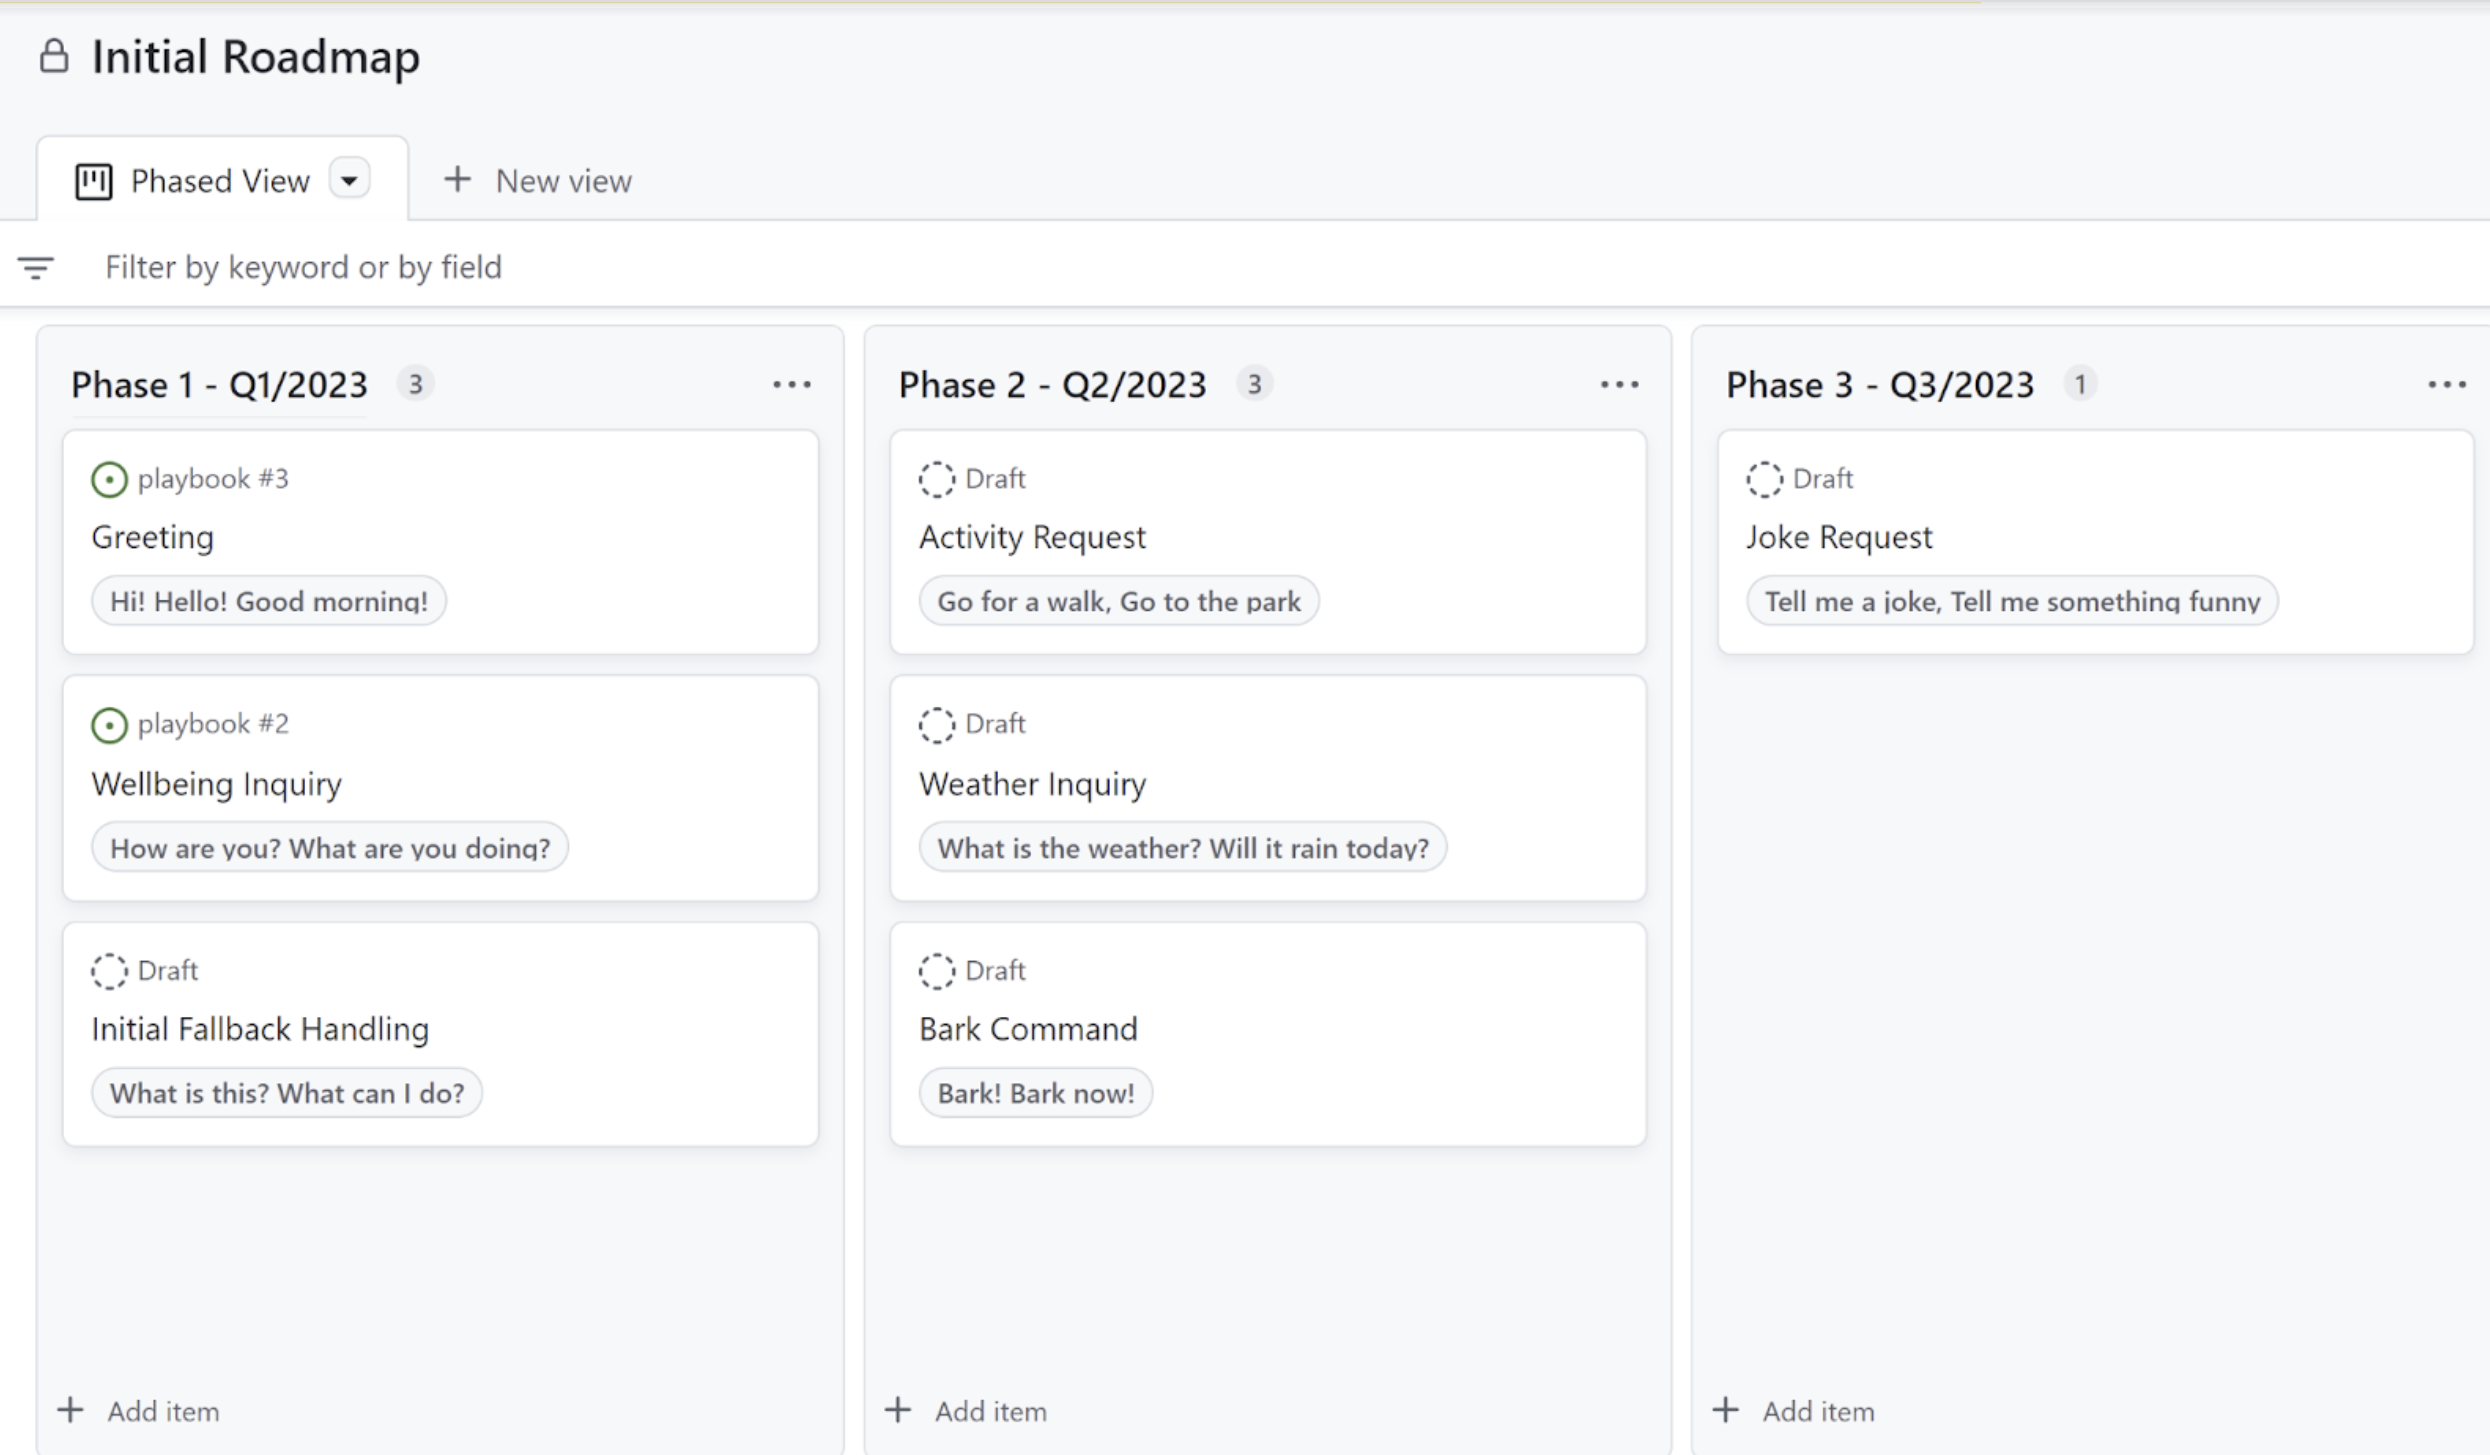 Initial Roadmap
Phased View
New view
Filter by keyword or by field
Phase 1 - Q1/2023 3
playbook #3
Greeting
Hi! Hello! Good morning!
playbook #2
Wellbeing Inquiry
How are you? What are you doing?
Draft
Initial Fallback Handling
What is this? What can I do?
Add item
Phase 2 - Q2/2023 3
Draft
Activity Request
Go for a walk, Go to the park
Draft
Weather Inquiry
What is the weather? Will it rain today?
Draft
Bark Command
Bark! Bark now!
Add item
Phase 3 - Q3/2023 1
Draft
Joke Request
Tell me a joke, Tell me something funny
Add item